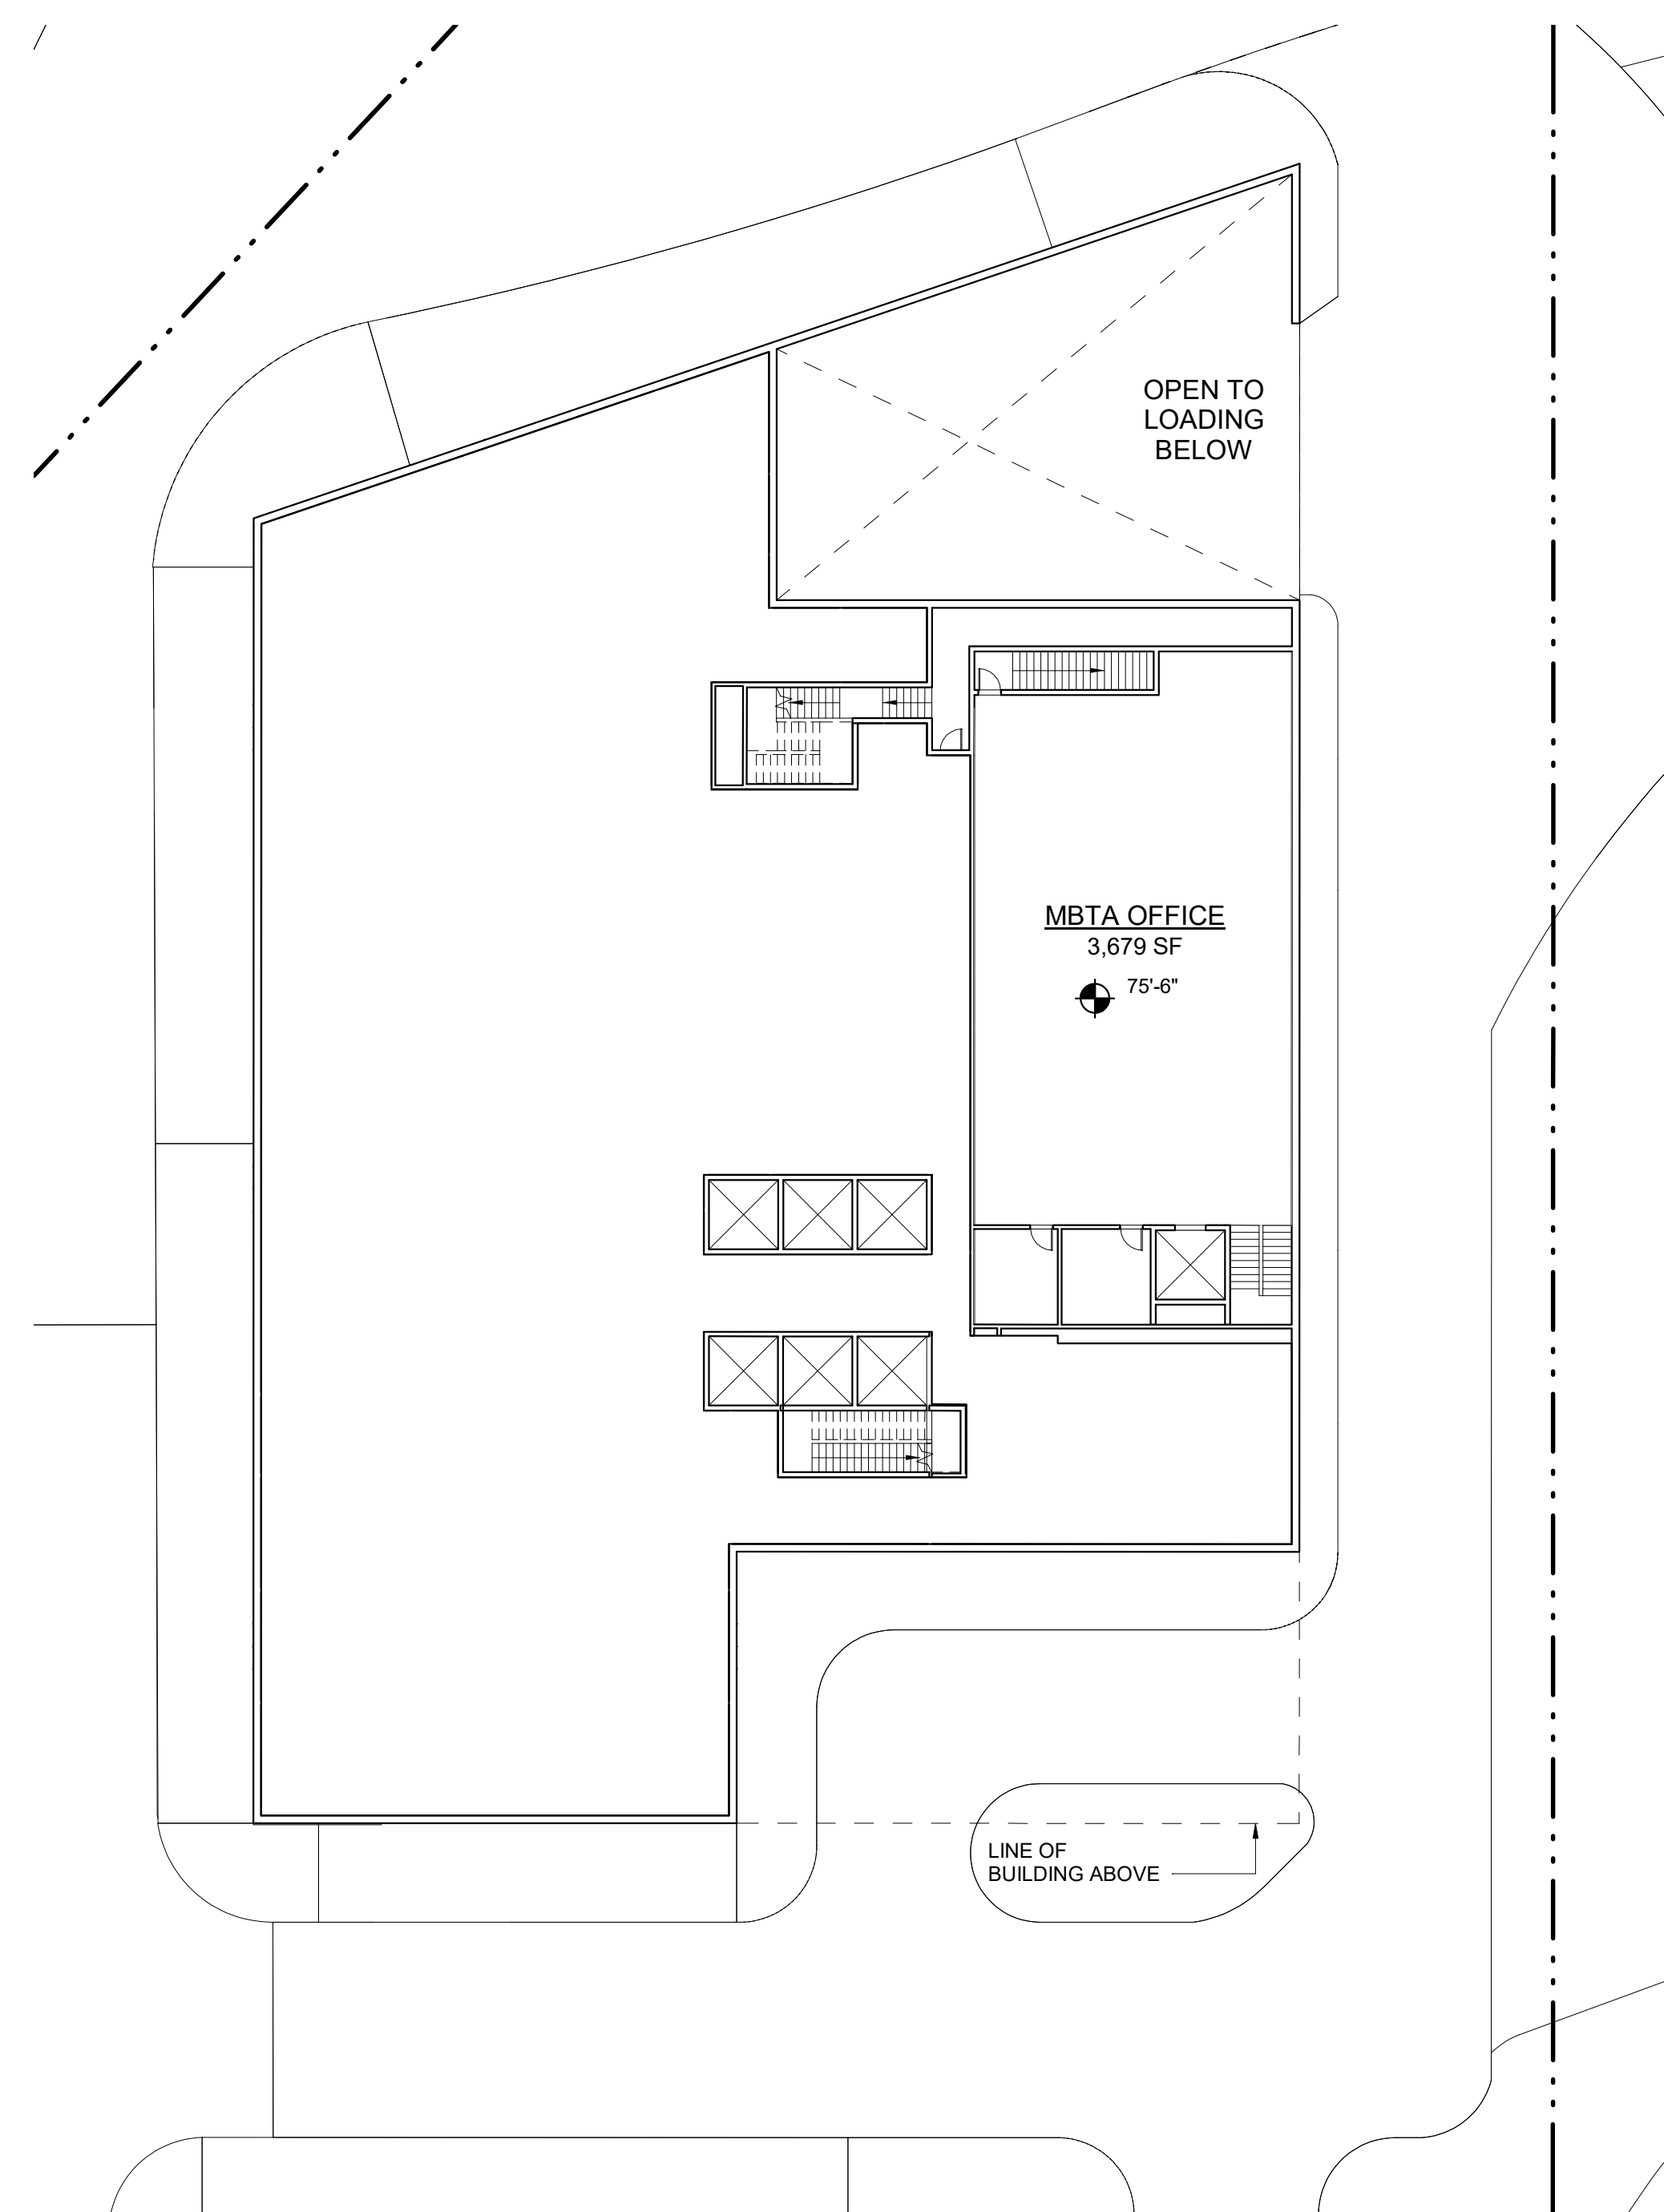 OPEN TO
LOADING
BELOW
MBTA OFFICE
3,679 SF
75'-6"
LINE OF
BUILDING ABOVE